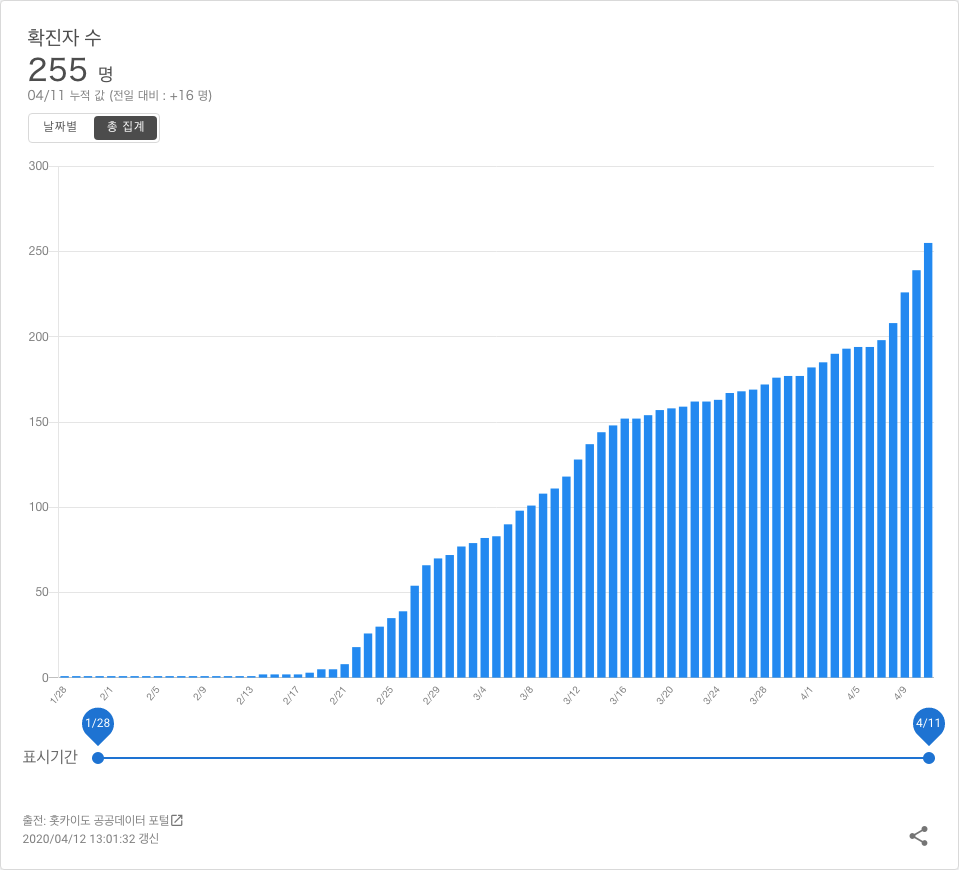 확진자 수
255 명
04/11 누적 값 (전일 대비 : +16 명)
날짜별 총 집계
300
250
200
150
100
50
0
1/28 2/1 2/5 2/9 2/13 2/17 2/21 2/25 2/29 3/4 3/8 3/12 3/16 3/20 3/24 3/28 4/1 4/5 4/9
1/28 4/11
표시기간
출전: 홋카이도 공공데이터 포털
2020/04/12 13:01:32 갱신